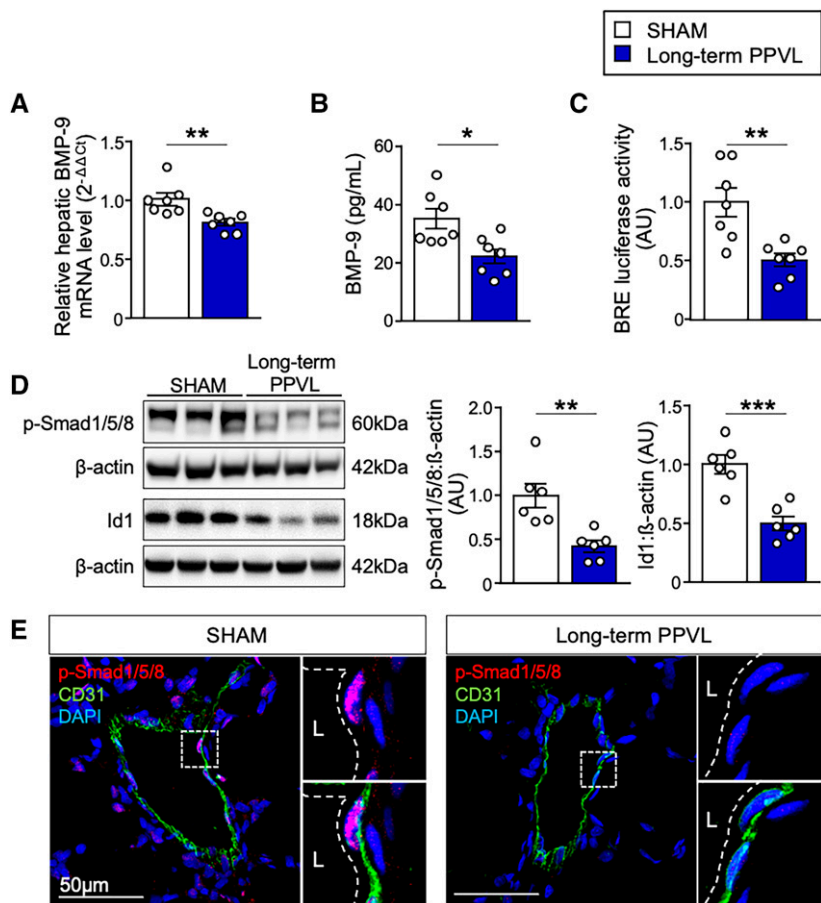 SHAM
Long-term PPVL
A
Relative hepatic BMP-9
mRNA level (2-ΔΔCt)
1.5
1.0
0.5
0
**
B
BMP-9 (pg/mL)
60
40
20
0
*
C
BRE luciferase activity
(AU)
1.5
1.0
0.5
0
**
D
SHAM
Long-term
PPVL
p-Smad1/5/8
60kDa
β-actin
42kDa
Id1
18kDa
β-actin
42kDa
p-Smad1/5/8:ß-actin
(AU)
2.0
1.5
1.0
0.5
0
**
Id1:ß-actin (AU)
1.5
1.0
0.5
0
***
E
SHAM
p-Smad1/5/8
CD31
DAPI
50µm
L
L
Long-term PPVL
p-Smad1/5/8
CD31
DAPI
L
L